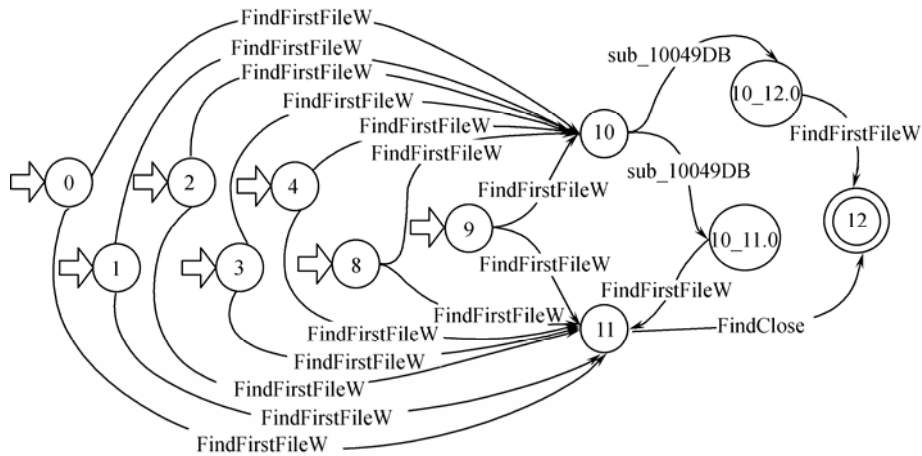 FindFirstFileW
FindFirstFileW
FindFirstFileW
FindFirstFileW
FindFirstFileW
FindFirstFileW
sub_10049DB
10_12.0
10
FindFirstFileW
0
2
4
FindFirstFileW
sub_10049DB
9
12
1
3
8
FindFirstFileW
10_11.0
FindFirstFileW
FindFirstFileW
11
FindClose
FindFirstFileW
FindFirstFileW
FindFirstFileW
FindFirstFileW
FindFirstFileW